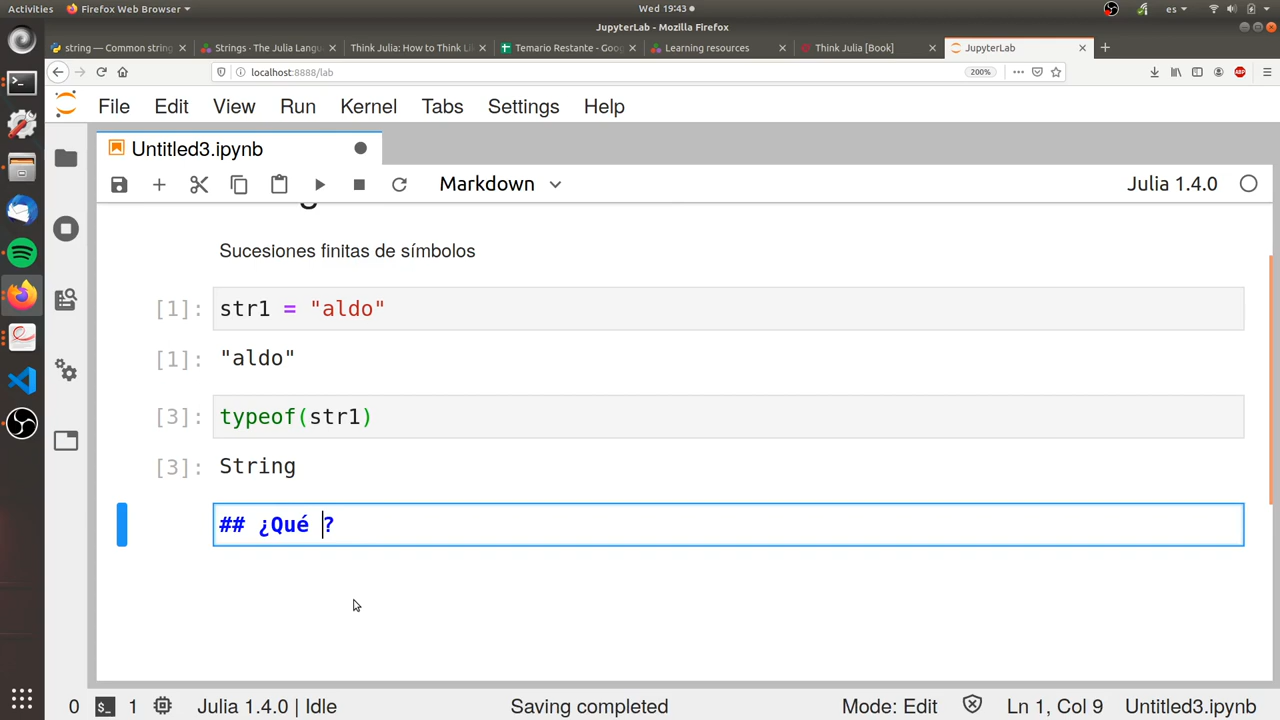 Activities Firefox Web Browser Wed 19:43 es
JupyterLab - Mozilla Firefox
string — Common string Strings · The Julia Langu Think Julia: How to Think Lik Temario Restante - Goog Learning resources Think Julia [Book] JupyterLab
localhost:8888/lab 200% ABP
File Edit View Run Kernel Tabs Settings Help
Untitled3.ipynb
Markdown Julia 1.4.0
Sucesiones finitas de símbolos
[1]: str1 = "aldo"
[1]: "aldo"
[3]: typeof(str1)
[3]: String
## ¿Qué ?
0 1 Julia 1.4.0 | Idle Saving completed Mode: Edit Ln 1, Col 9 Untitled3.ipynb